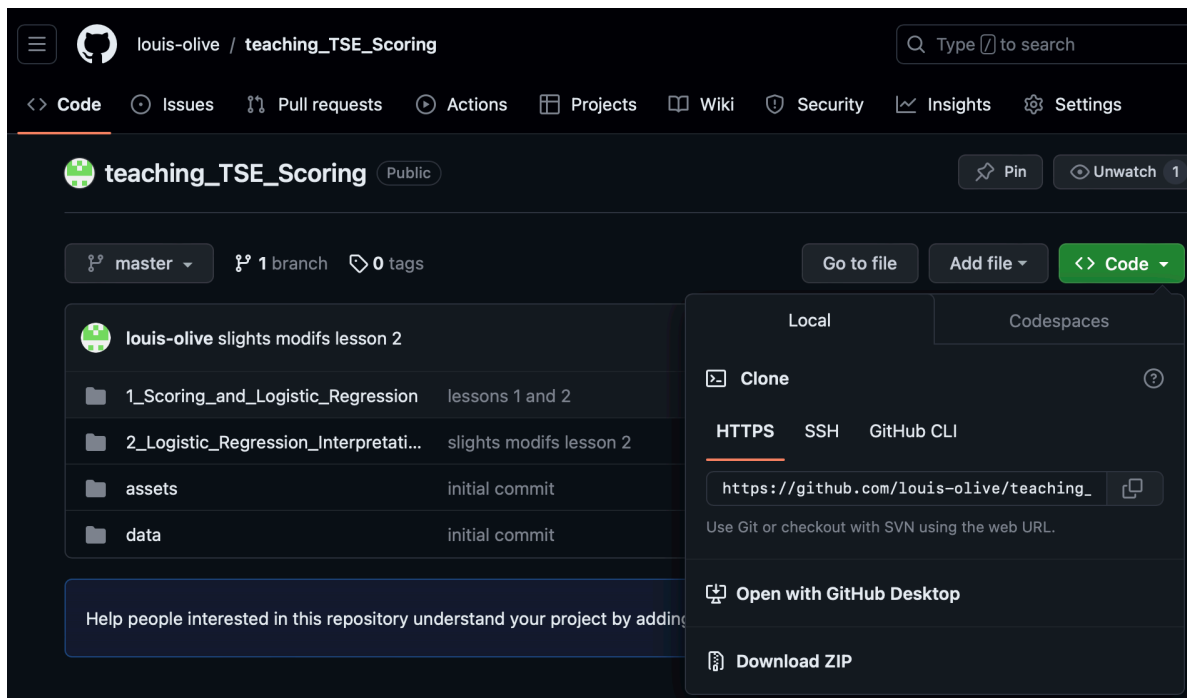 louis-olive / teaching_TSE_Scoring
Type / to search
Code Issues Pull requests Actions Projects Wiki Security Insights Settings
teaching_TSE_Scoring Public
Pin Unwatch 1
master 1 branch 0 tags
Go to file Add file Code
louis-olive slights modifs lesson 2
1_Scoring_and_Logistic_Regression lessons 1 and 2
2_Logistic_Regression_Interpretati... slights modifs lesson 2
assets initial commit
data initial commit
Help people interested in this repository understand your project by adding
Local Codespaces
Clone
HTTPS SSH GitHub CLI
https://github.com/louis-olive/teaching_
Use Git or checkout with SVN using the web URL.
Open with GitHub Desktop
Download ZIP